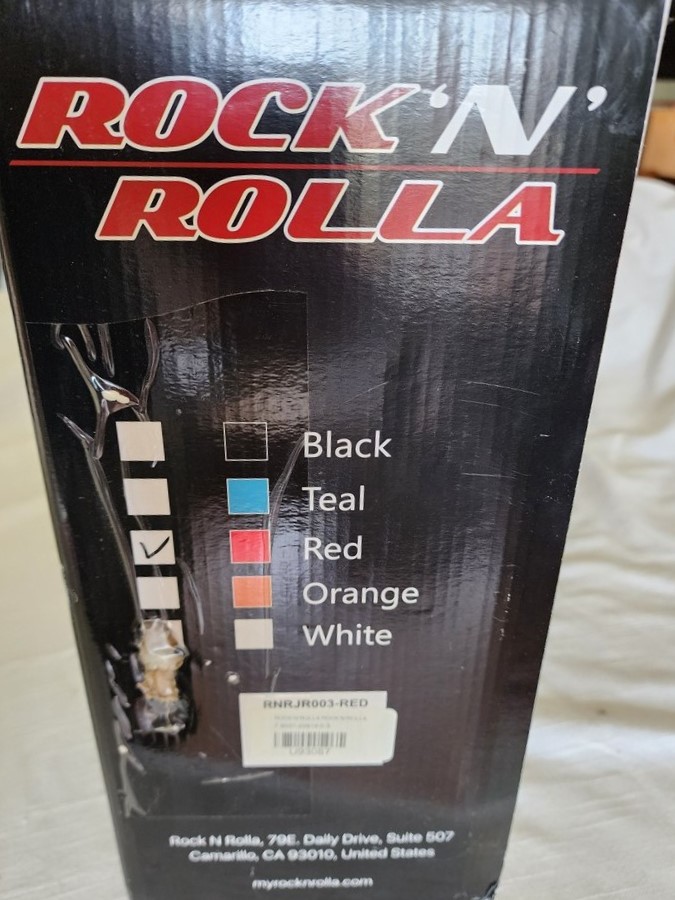 ROCK 'N'
ROLLA
Black
Teal
Red
Orange
White
RNRJR003-RED
Rock N Rolla, 79E. Daily Drive, Suite 507
Camarillo, CA 93010, United States
myrocknrolla.com